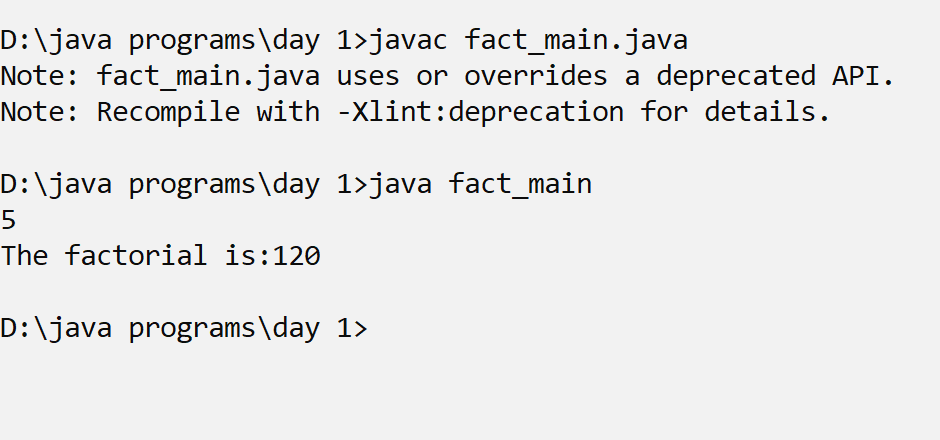 D:\java programs\day 1>javac fact_main.java
Note: fact_main.java uses or overrides a deprecated API.
Note: Recompile with -Xlint:deprecation for details.
D:\java programs\day 1>java fact_main
5
The factorial is:120
D:\java programs\day 1>